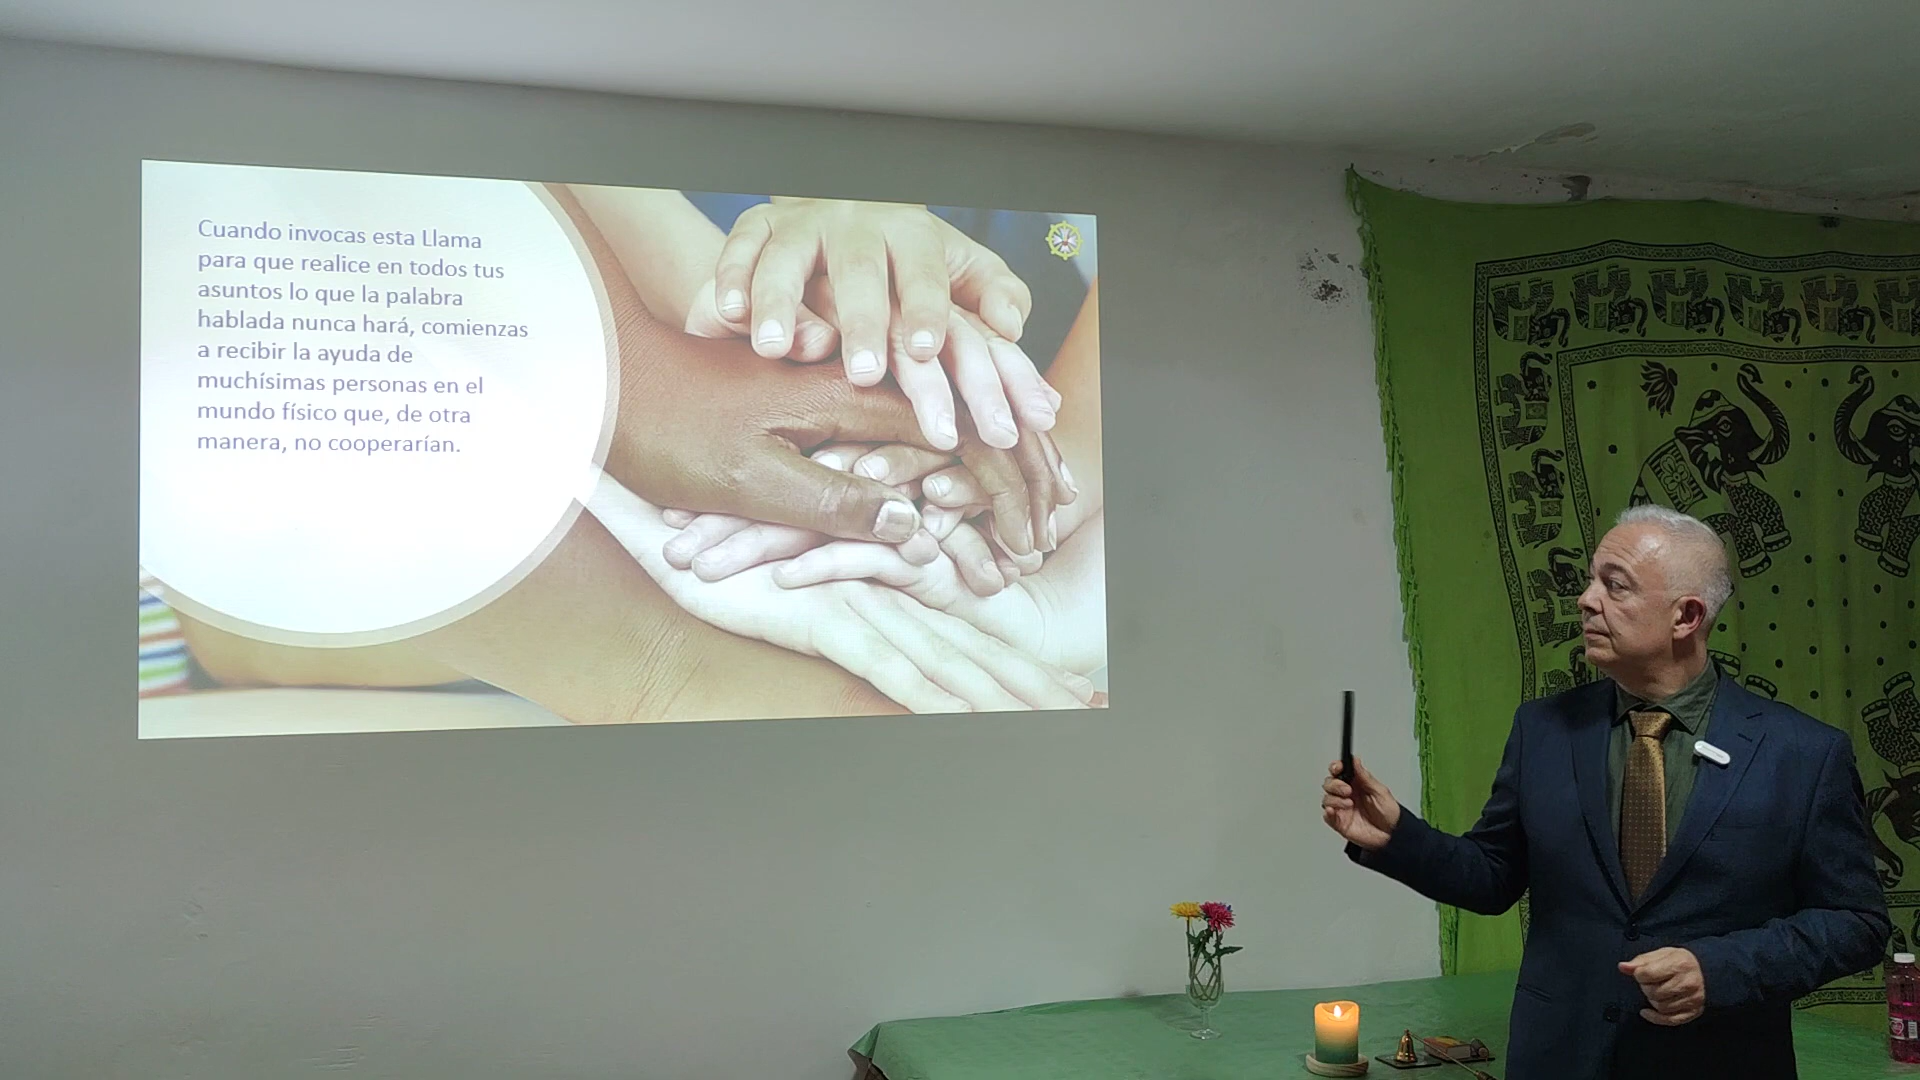 Cuando invocas esta Llama
para que realice en todos tus
asuntos lo que la palabra
hablada nunca hará, comienzas
a recibir la ayuda de
muchísimas personas en el
mundo físico que, de otra
manera, no cooperarían.